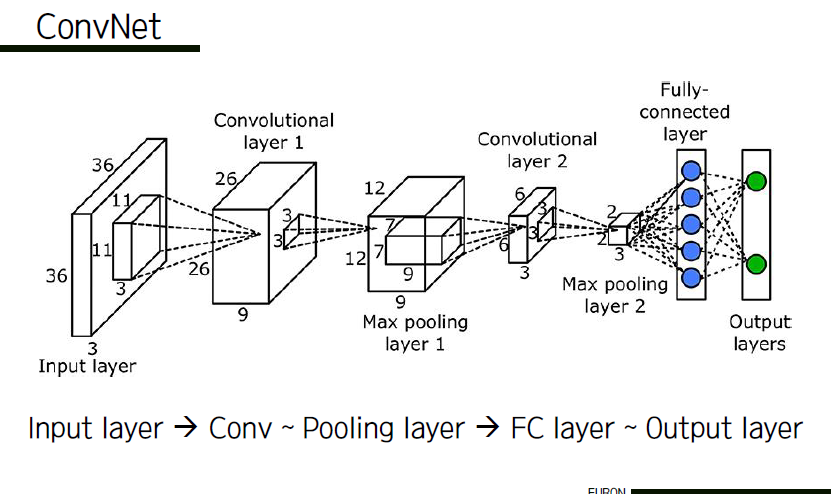 ConvNet
Fully-
connected
layer
Convolutional
layer 1
Convolutional
layer 2
36
36
3
11
11
3
26
26
9
3
3
12
12
9
7
7
9
6
6
3
3
3
2
2
3
Input layer
Max pooling
layer 1
Max pooling
layer 2
Output
layers
Input layer → Conv ~ Pooling layer → FC layer ~ Output layer
EURON